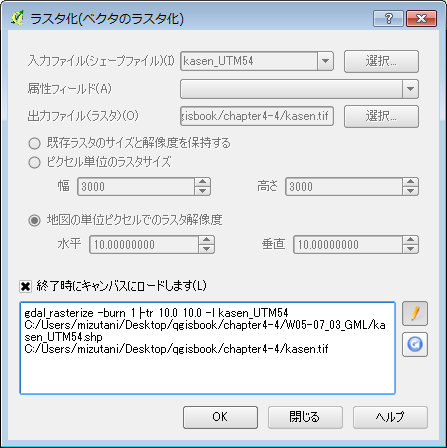 ラスタ化(ベクタのラスタ化)
入力ファイル(シェープファイル)(I) kasen_UTM54 選択...
属性フィールド(A)
出力ファイル(ラスタ)(O) gisbook/chapter4-4/kasen.tif 選択...
既存ラスタのサイズと解像度を保持する
ピクセル単位のラスタサイズ
幅 3000 高さ 3000
地図の単位ピクセルでのラスタ解像度
水平 10.00000000 垂直 10.00000000
終了時にキャンバスにロードします(L)
gdal_rasterize -burn 1 -tr 10.0 10.0 -l kasen_UTM54
C:/Users/mizutani/Desktop/qgisbook/chapter4-4/W05-07_03_GML/ka
sen_UTM54.shp
C:/Users/mizutani/Desktop/qgisbook/chapter4-4/kasen.tif
OK 閉じる ヘルプ